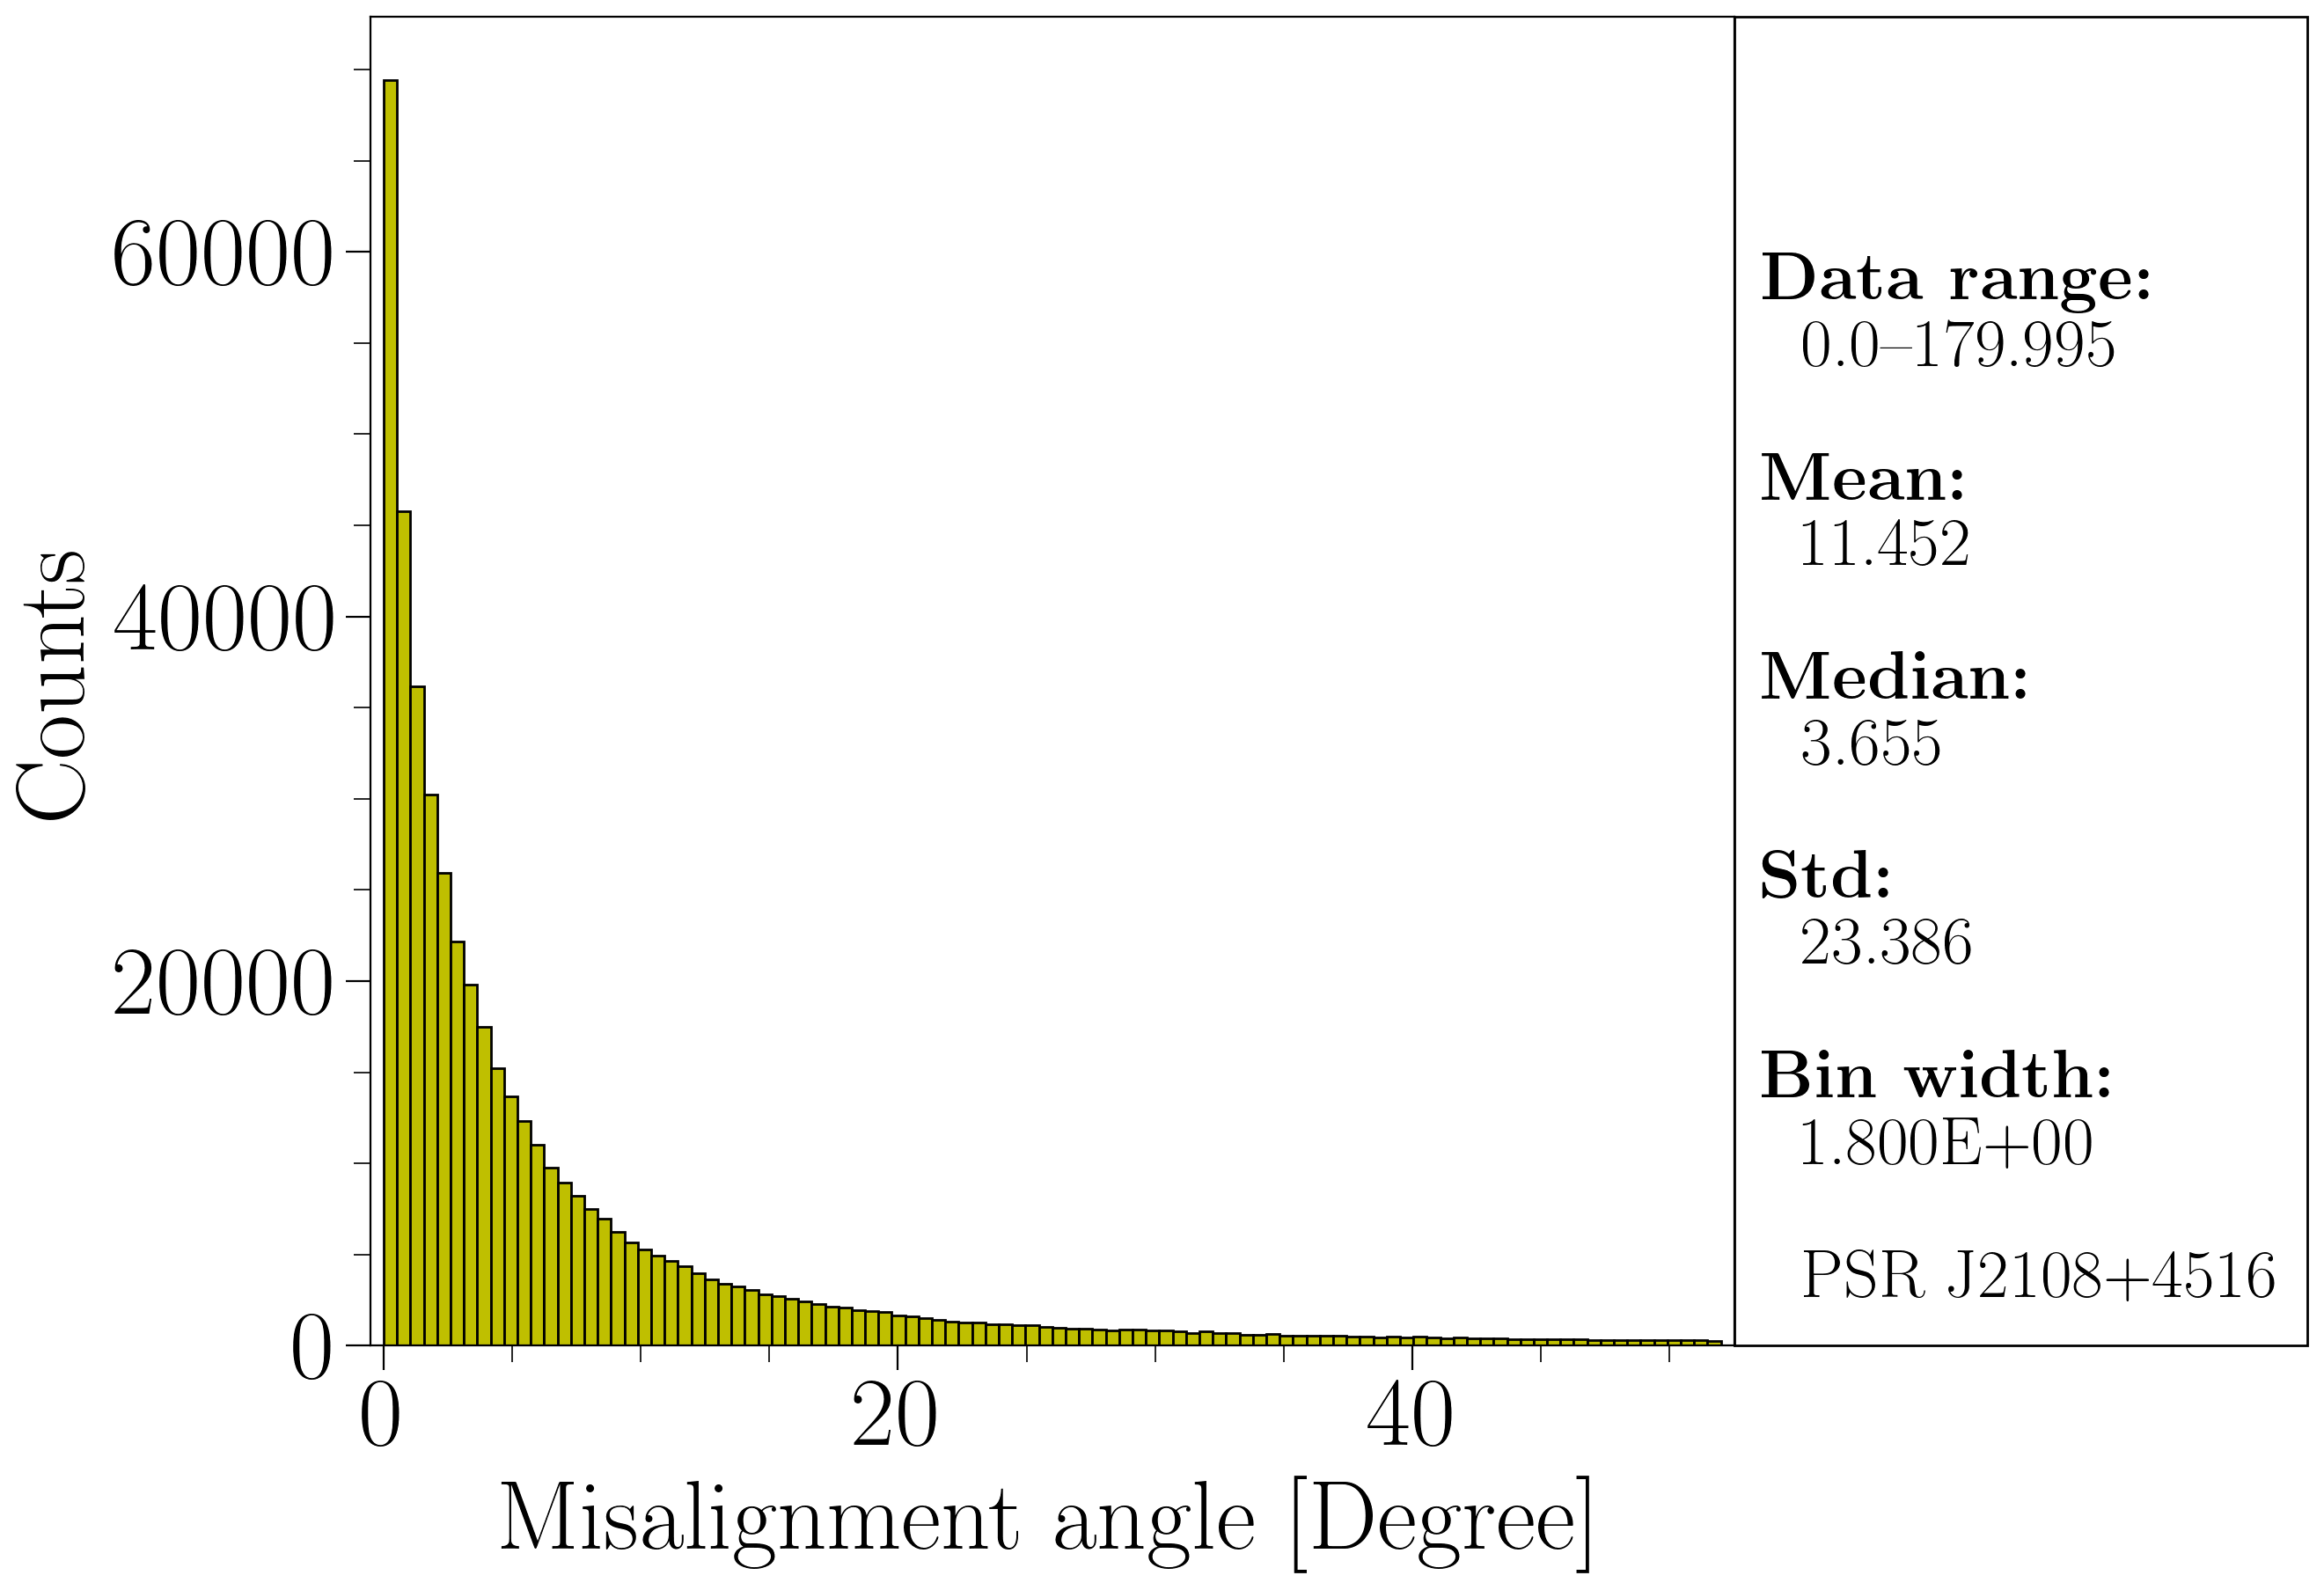 Counts
60000
40000
20000
0
0 20 40
Misalignment angle [Degree]
Data range:
0.0–179.995
Mean:
11.452
Median:
3.655
Std:
23.386
Bin width:
1.800E+00
PSR J2108+4516